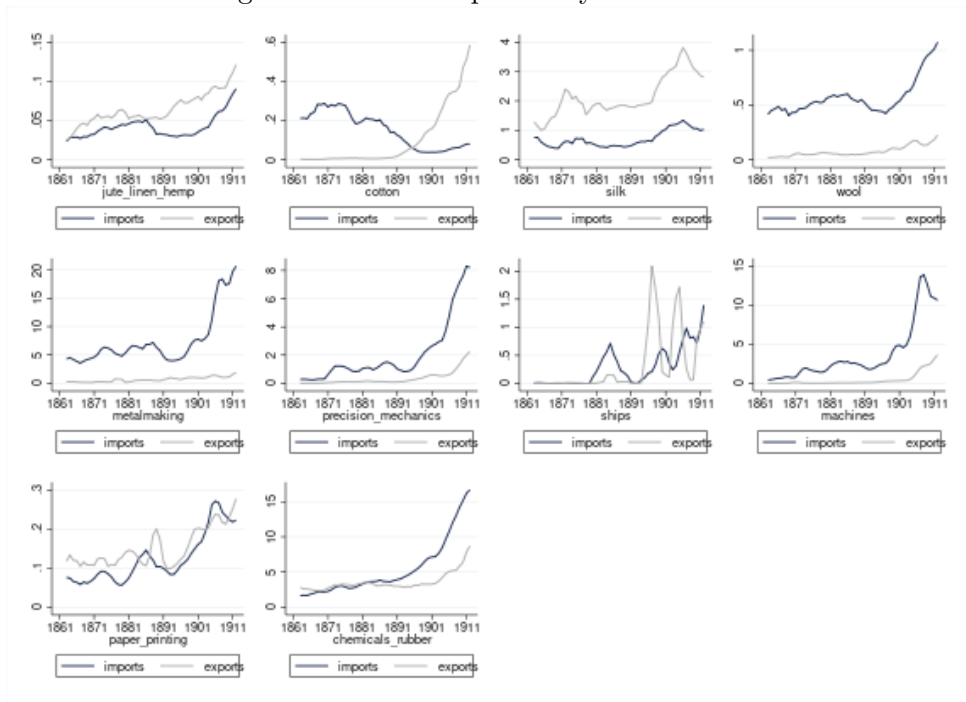 .15 .1 .05 0
1861 1871 1881 1891 1901 1911
jute_linen_hemp
imports exports
.6 .4 .2 0
1861 1871 1881 1891 1901 1911
cotton
imports exports
4 3 2 1 0
1861 1871 1881 1891 1901 1911
silk
imports exports
1 .5 0
1861 1871 1881 1891 1901 1911
wool
imports exports
20 15 10 5 0
1861 1871 1881 1891 1901 1911
metalmaking
imports exports
8 6 4 2 0
1861 1871 1881 1891 1901 1911
precision_mechanics
imports exports
2 1.5 1 .5 0
1861 1871 1881 1891 1901 1911
ships
imports exports
15 10 5 0
1861 1871 1881 1891 1901 1911
machines
imports exports
.3 .2 .1 0
1861 1871 1881 1891 1901 1911
paper_printing
imports exports
15 10 5 0
1861 1871 1881 1891 1901 1911
chemicals_rubber
imports exports